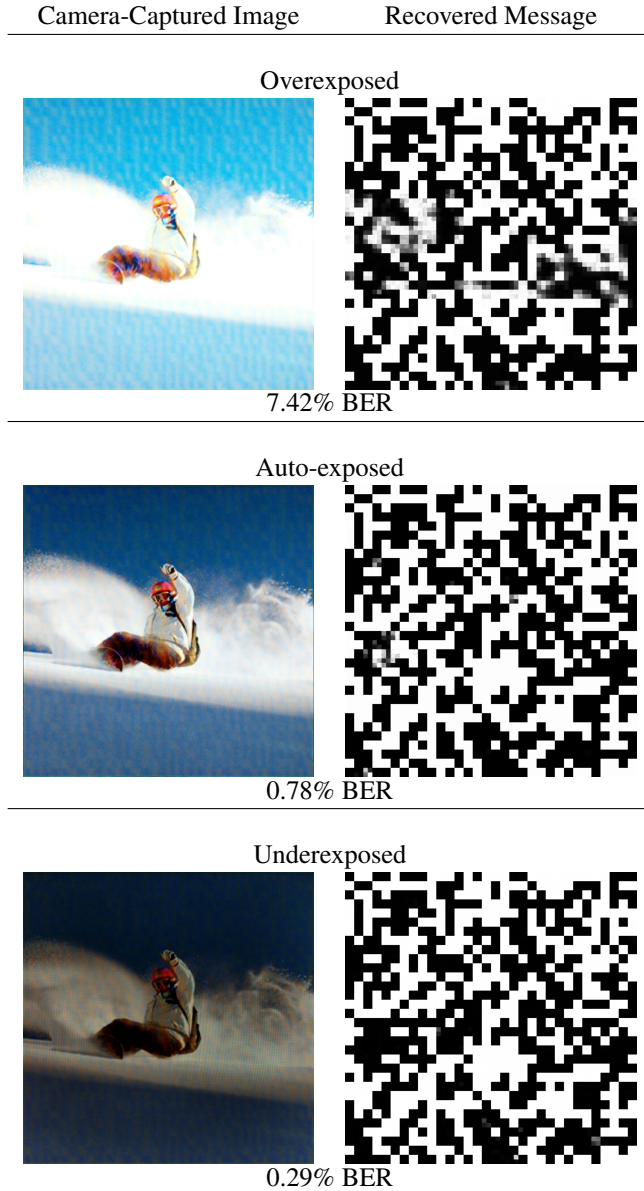 Camera-Captured Image Recovered Message
Overexposed
7.42% BER
Auto-exposed
0.78% BER
Underexposed
0.29% BER